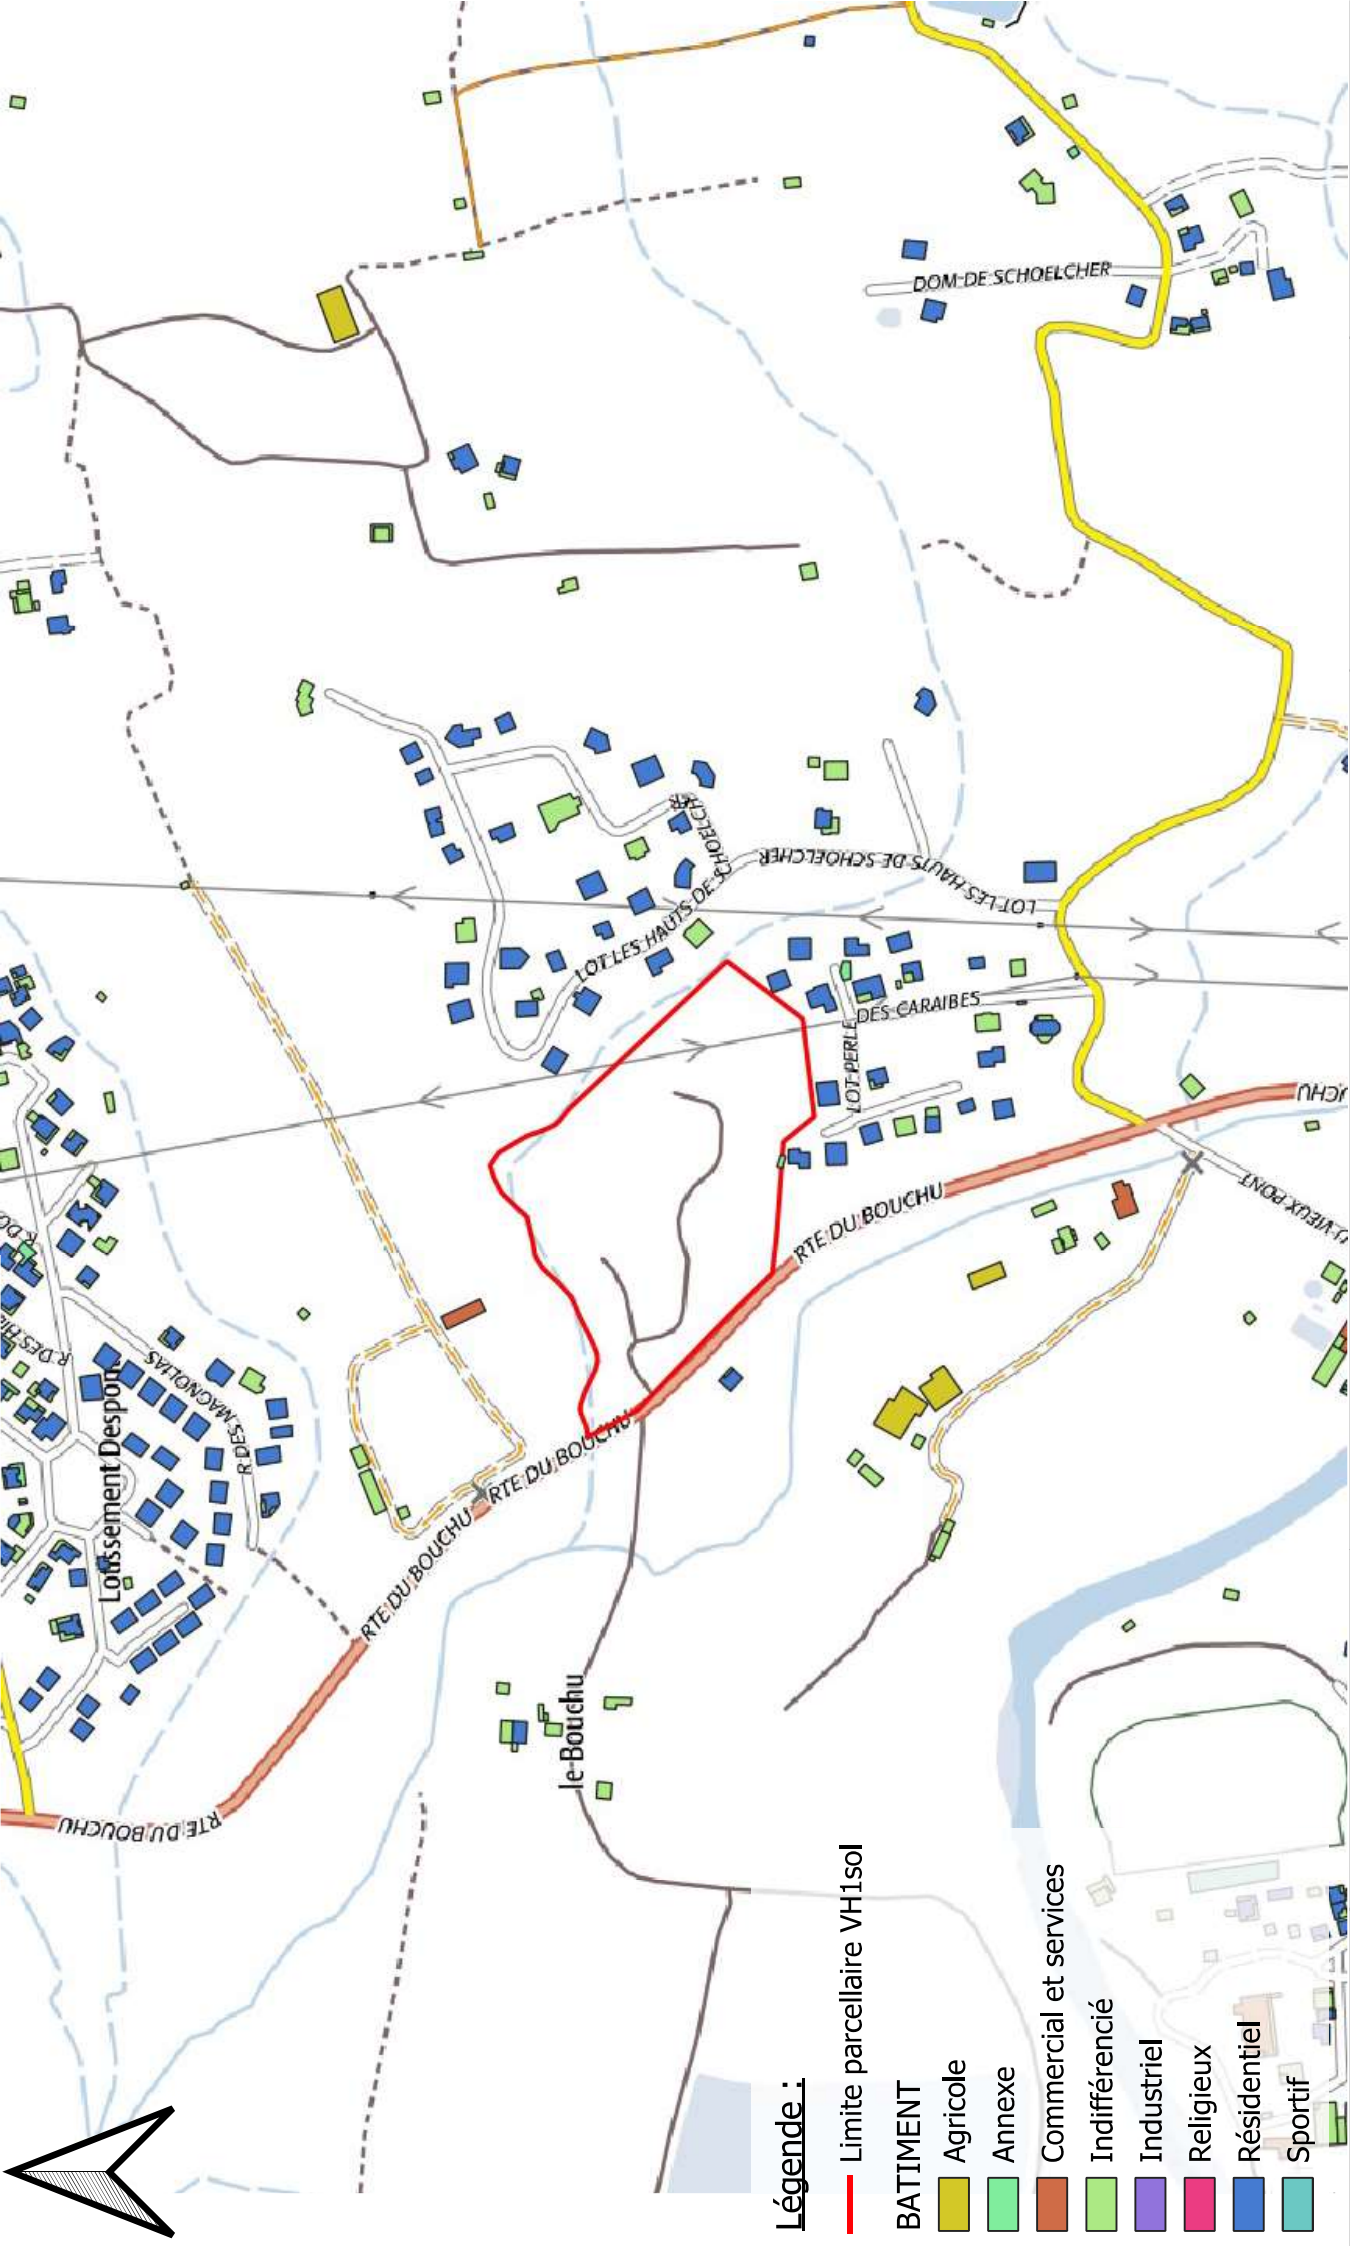 Lotissement Despont
R DES MAGNOLIAS
R DES MAGNOLIAS
RTE DU BOUCHU
RTE DU BOUCHU
RTE DU BOUCHU
RTE DU BOUCHU
le Bouchu
LOT LES HAUTS DE SCHOELCHER
LOT LES HAUTS DE SCHOELCHER
LOT PERLE
DES CARAIBES
DOM DE SCHOELCHER
VIEUX PONT
Légende :
Limite parcellaire VH1sol
BATIMENT
Agricole
Annexe
Commercial et services
Indifférencié
Industriel
Religieux
Résidentiel
Sportif